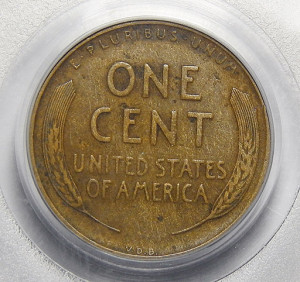 E·PLURIBUS·UNUM
ONE
CENT
UNITED STATES
OF AMERICA
V.D.B.